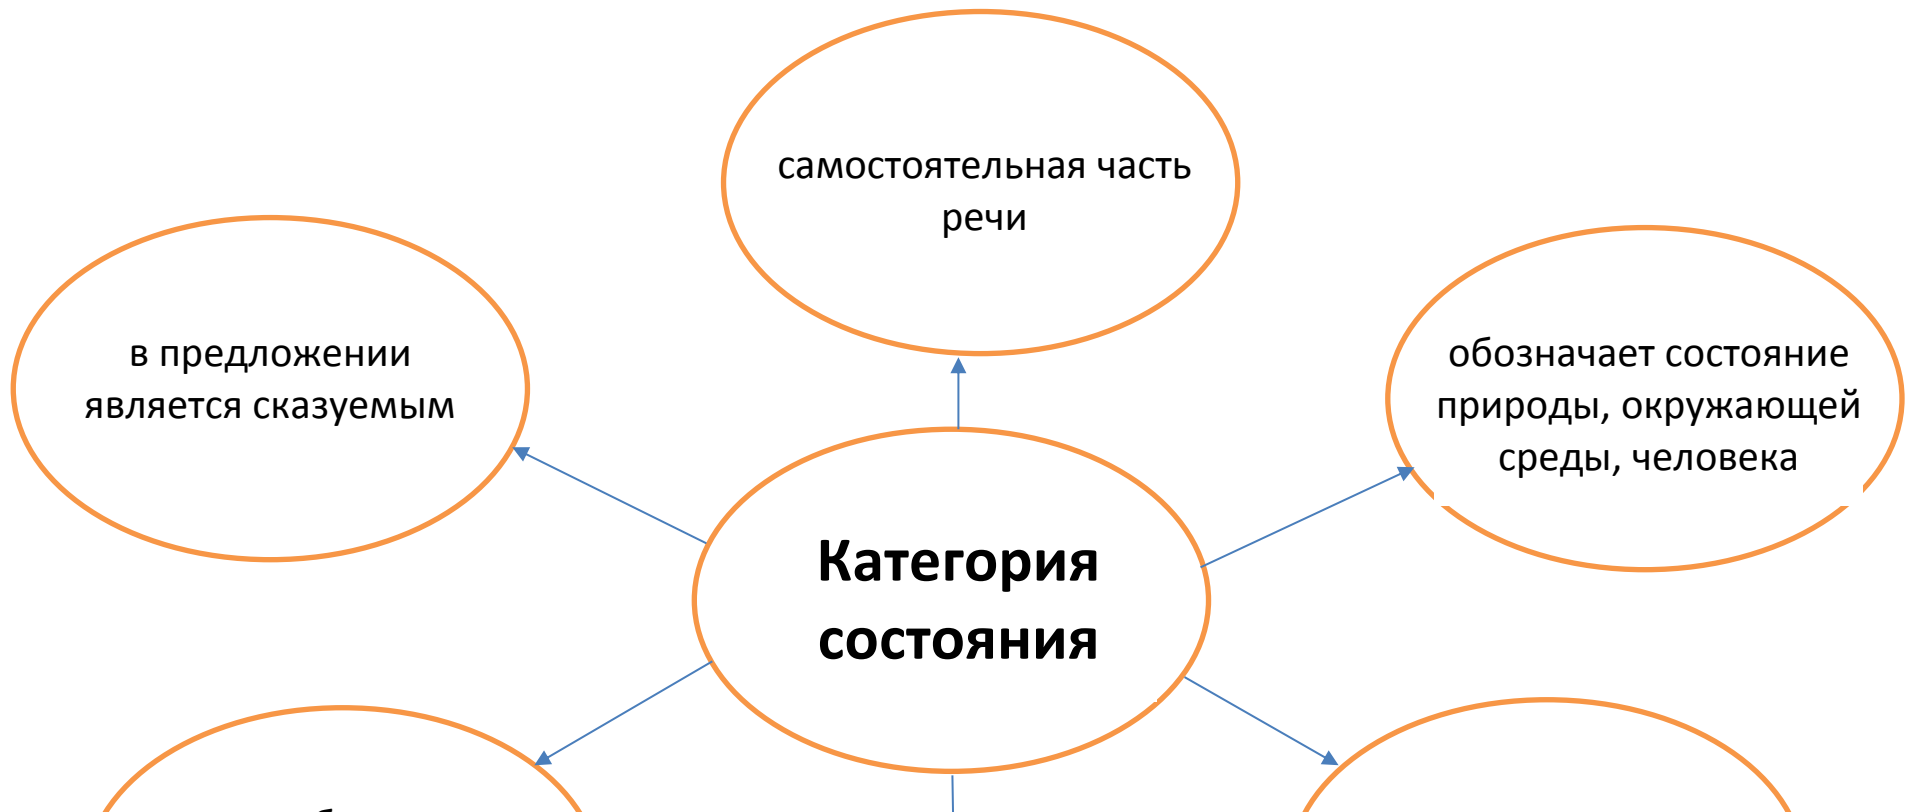 самостоятельная часть
речи
в предложении
является сказуемым
обозначает состояние
природы, окружающей
среды, человека
Категория
состояния